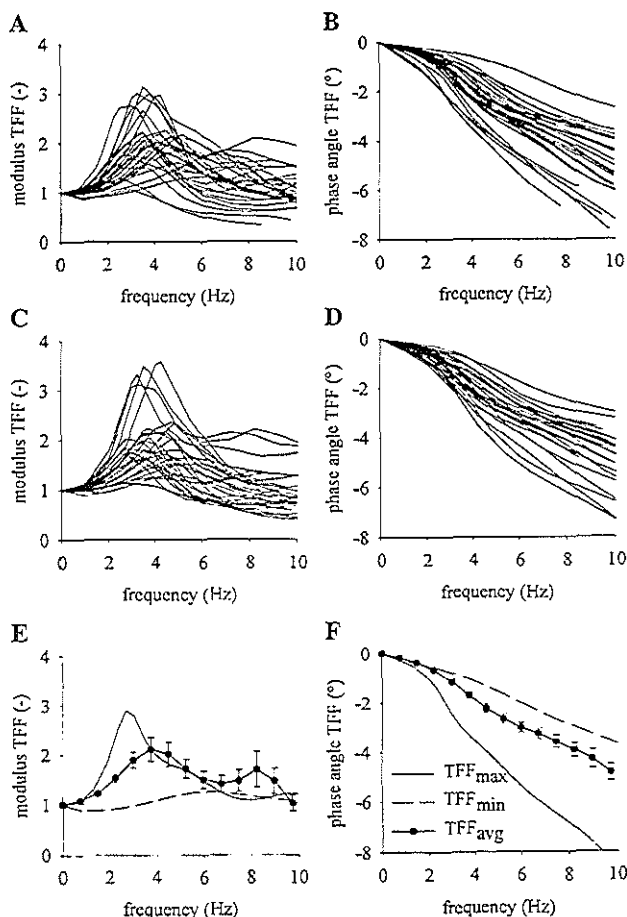 A
modulus TFF (-)
4
3
2
1
0
0 2 4 6 8 10
frequency (Hz)
B
phase angle TFF (°)
0
-2
-4
-6
-8
0 2 4 6 8 10
frequency (Hz)
C
modulus TFF (-)
4
3
2
1
0
0 2 4 6 8 10
frequency (Hz)
D
phase angle TFF (°)
0
-2
-4
-6
-8
0 2 4 6 8 10
frequency (Hz)
E
modulus TFF (-)
4
3
2
1
0
0 2 4 6 8 10
frequency (Hz)
F
phase angle TFF (°)
0
-2
-4
-6
-8
TFFmax
TFFmin
TFFavg
0 2 4 6 8 10
frequency (Hz)